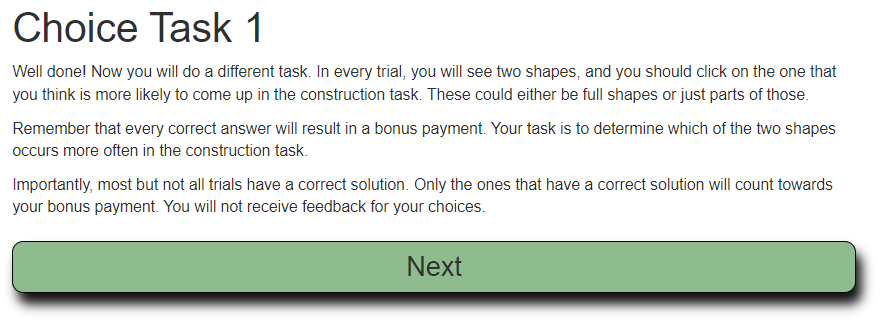 Choice Task 1
Well done! Now you will do a different task. In every trial, you will see two shapes, and you should click on the one that
you think is more likely to come up in the construction task. These could either be full shapes or just parts of those.
Remember that every correct answer will result in a bonus payment. Your task is to determine which of the two shapes
occurs more often in the construction task.
Importantly, most but not all trials have a correct solution. Only the ones that have a correct solution will count towards
your bonus payment. You will not receive feedback for your choices.
Next